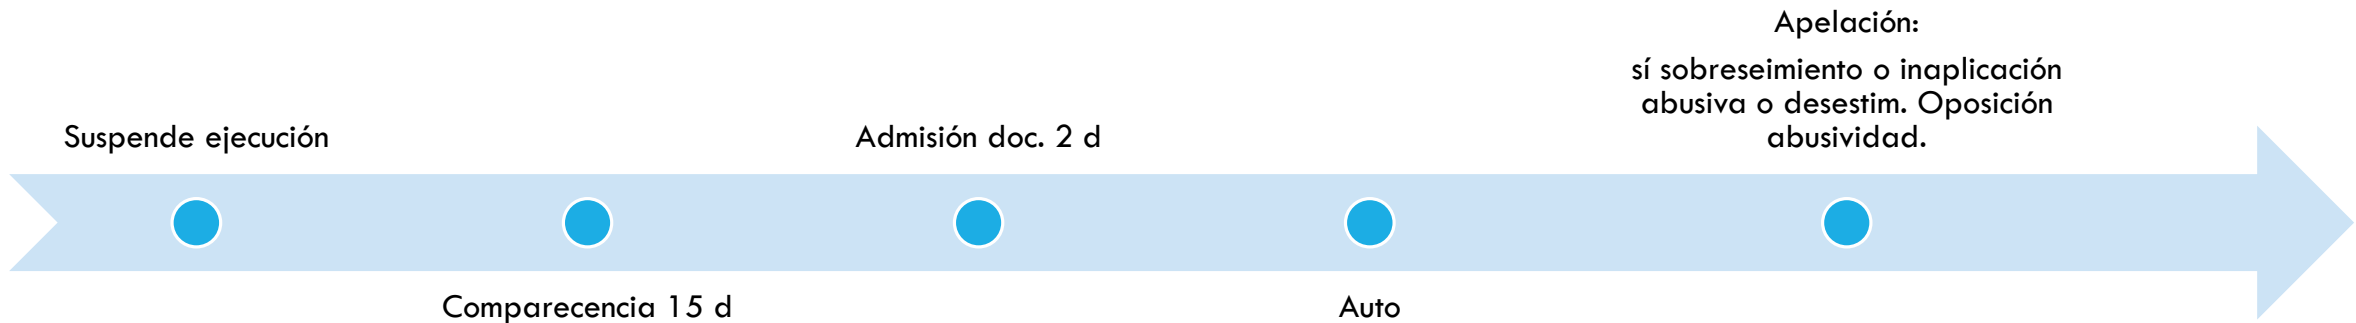 Suspende ejecución
Comparecencia 15 d
Admisión doc. 2 d
Auto
Apelación:
sí sobreseimiento o inaplicación
abusiva o desestim. Oposición
abusividad.